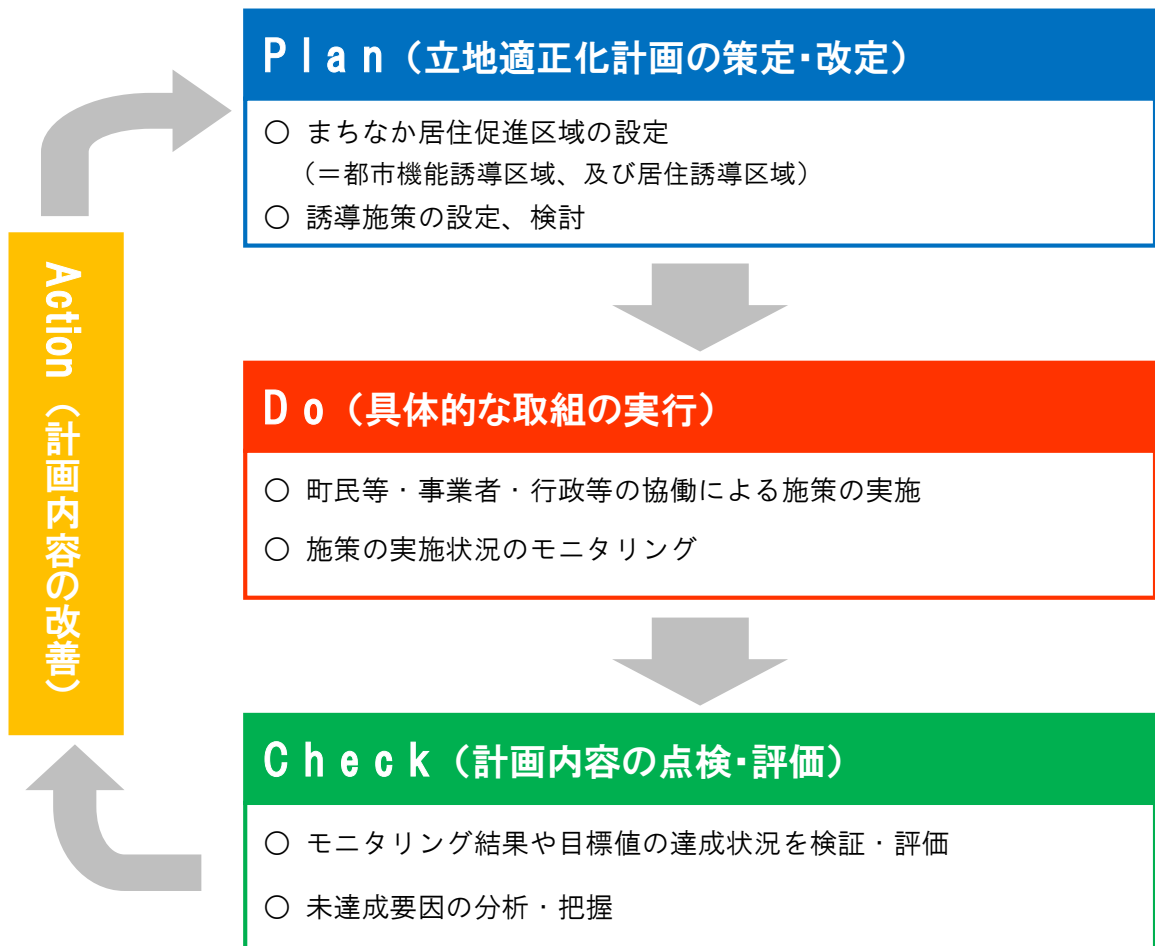 Plan（立地適正化計画の策定・改定）
○ まちなか居住促進区域の設定
（＝都市機能誘導区域、及び居住誘導区域）
○ 誘導施策の設定、検討
Do（具体的な取組の実行）
○ 町民等・事業者・行政等の協働による施策の実施
○ 施策の実施状況のモニタリング
Check（計画内容の点検・評価）
○ モニタリング結果や目標値の達成状況を検証・評価
○ 未達成要因の分析・把握
Action（計画内容の改善）